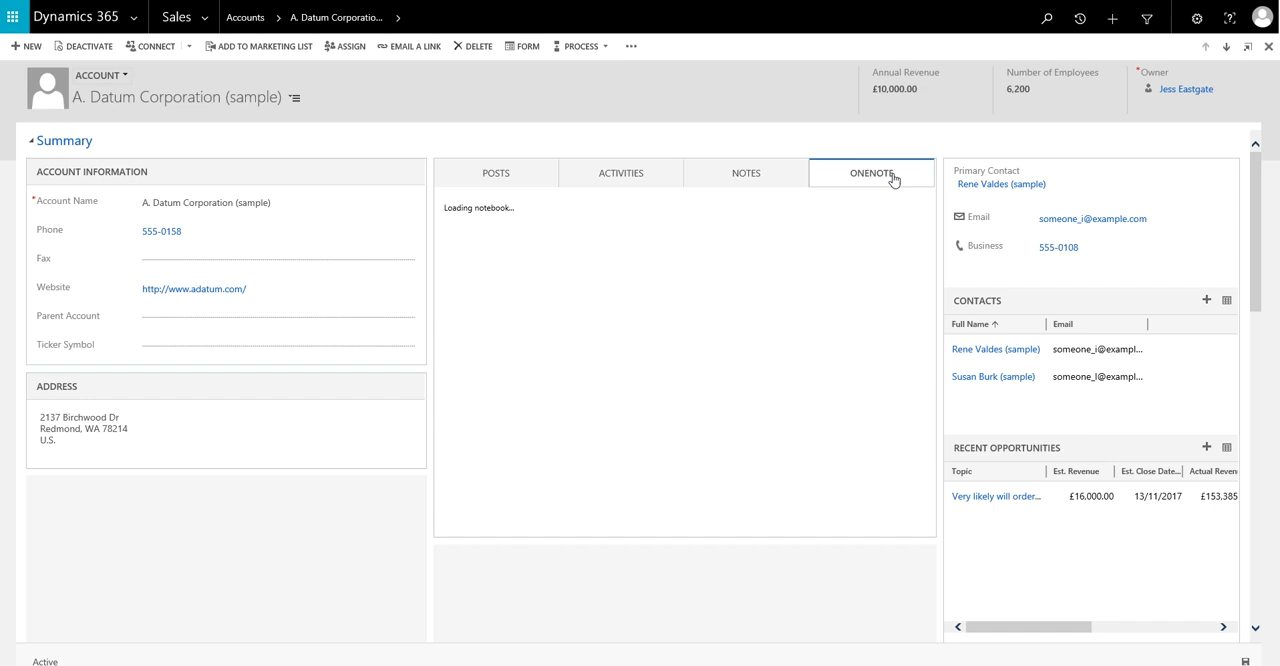 Dynamics 365 Sales Accounts A. Datum Corporatio...
NEW DEACTIVATE CONNECT ADD TO MARKETING LIST ASSIGN EMAIL A LINK DELETE FORM PROCESS
ACCOUNT
A. Datum Corporation (sample)
Annual Revenue
£10,000.00
Number of Employees
6,200
*Owner
Jess Eastgate
Summary
ACCOUNT INFORMATION
*Account Name A. Datum Corporation (sample)
Phone 555-0158
Fax
Website http://www.adatum.com/
Parent Account
Ticker Symbol
ADDRESS
2137 Birchwood Dr
Redmond, WA 78214
U.S.
POSTS ACTIVITIES NOTES ONENOTE
Loading notebook...
Primary Contact
Rene Valdes (sample)
Email someone_i@example.com
Business 555-0108
CONTACTS
Full Name Email
Rene Valdes (sample) someone_i@exampl...
Susan Burk (sample) someone_l@exampl...
RECENT OPPORTUNITIES
Topic Est. Revenue Est. Close Date... Actual Reven
Very likely will order... £16,000.00 13/11/2017 £153,385
Active